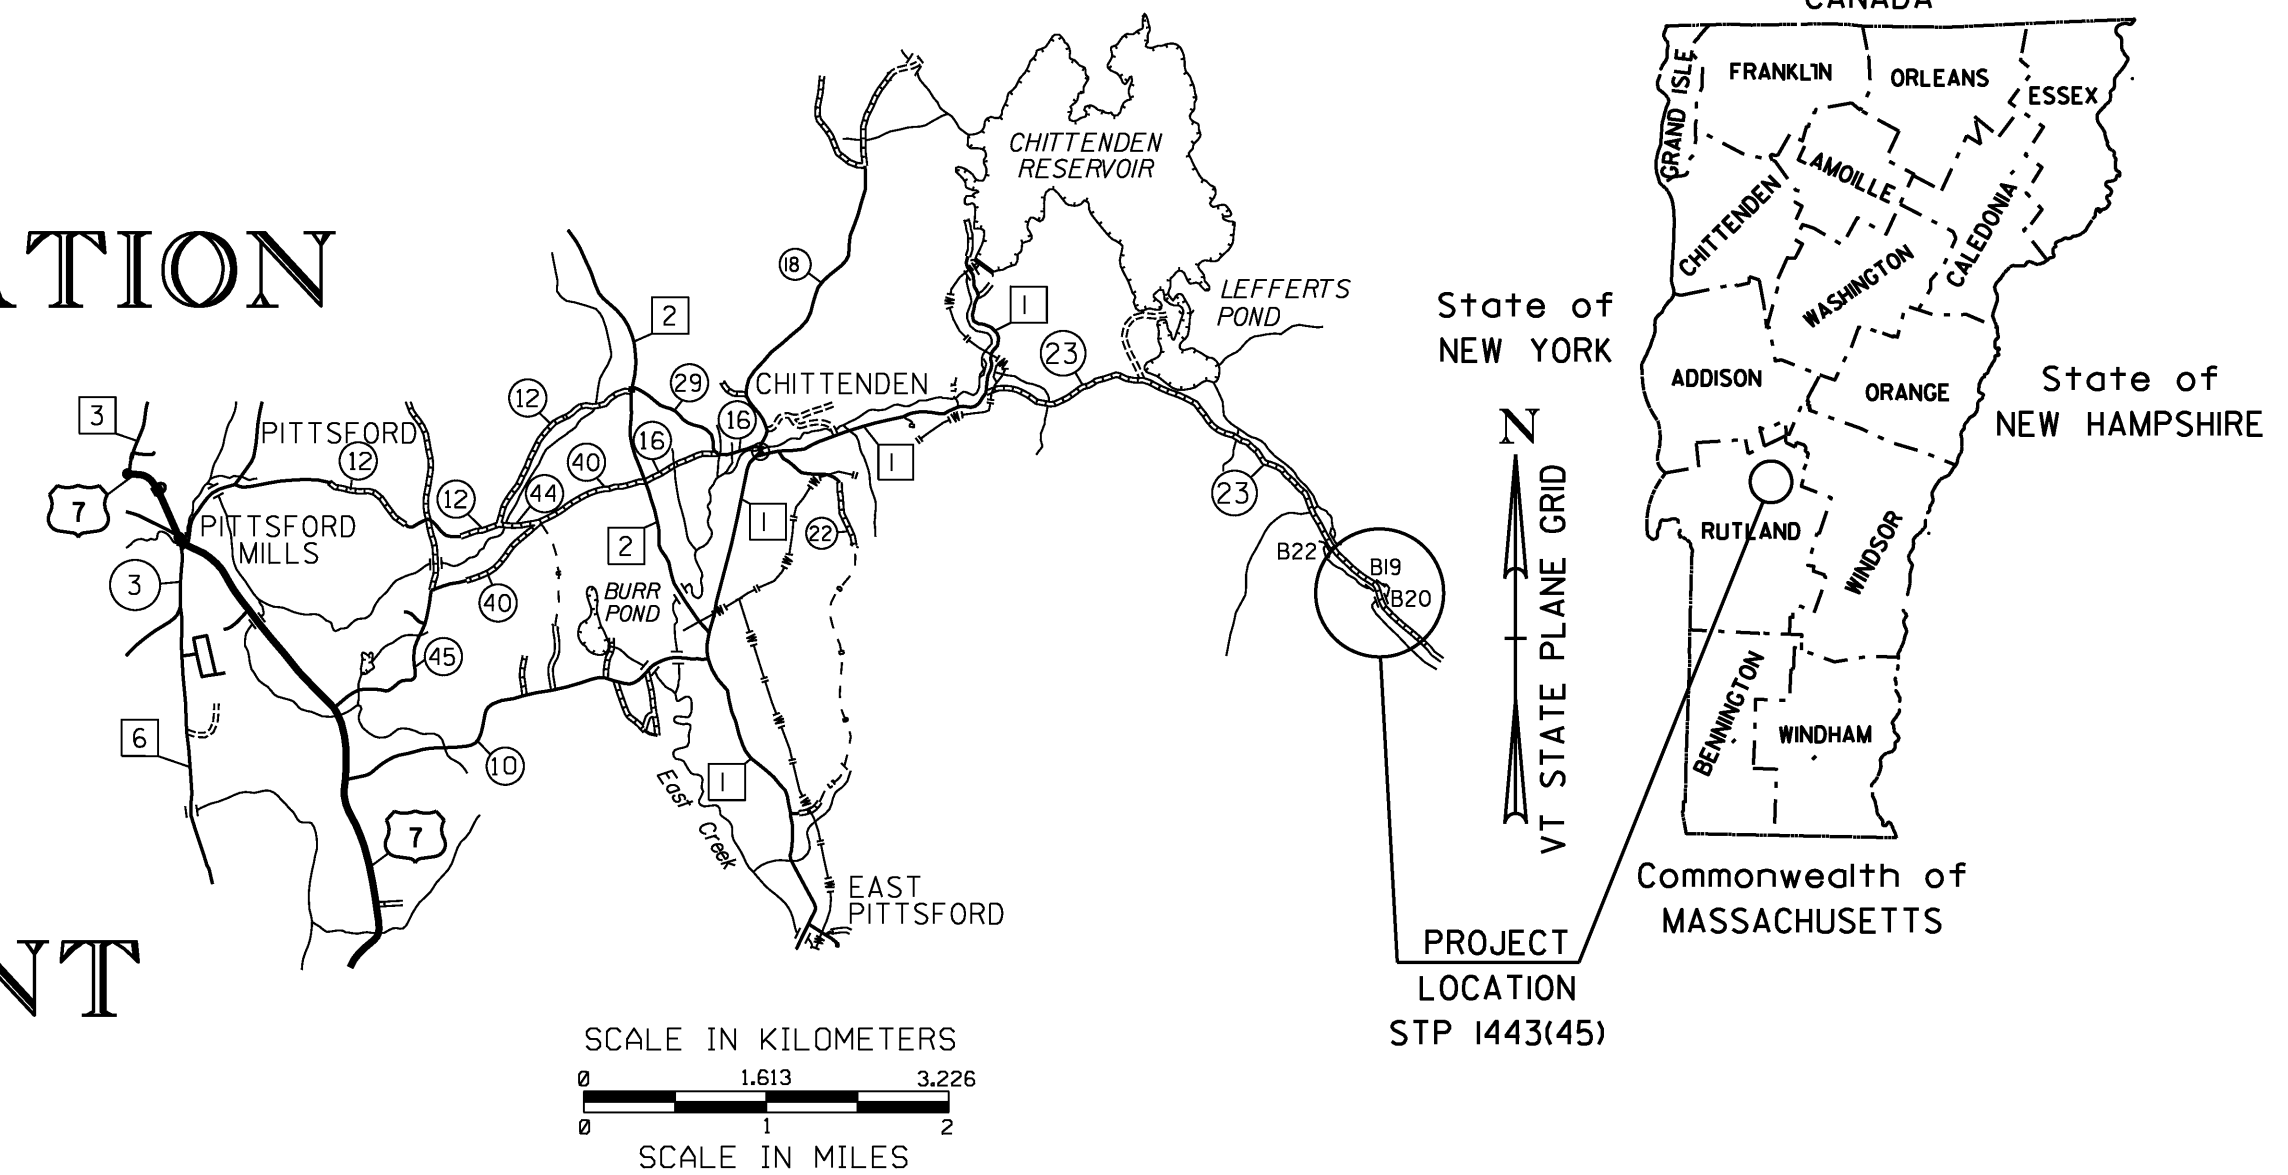 CANADA
GRAND ISLE
FRANKLIN
ORLEANS
ESSEX
LAMOILLE
CHITTENDEN
CALEDONIA
WASHINGTON
ADDISON
ORANGE
RUTLAND
WINDSOR
BENNINGTON
WINDHAM
State of
NEW YORK
State of
NEW HAMPSHIRE
Commonwealth of
MASSACHUSETTS
N
VT STATE PLANE GRID
ATION
NT
CHITTENDEN
RESERVOIR
LEFFERTS
POND
18
2
1
23
29
CHITTENDEN
12
3
PITTSFORD
16
16
12
40
1
7
12
44
23
PITTSFORD
MILLS
1
22
2
B22
B19
B20
3
40
BURR
POND
45
6
10
1
East Creek
7
EAST
PITTSFORD
PROJECT
LOCATION
STP 1443(45)
SCALE IN KILOMETERS
0 1.613 3.226
0 1 2
SCALE IN MILES